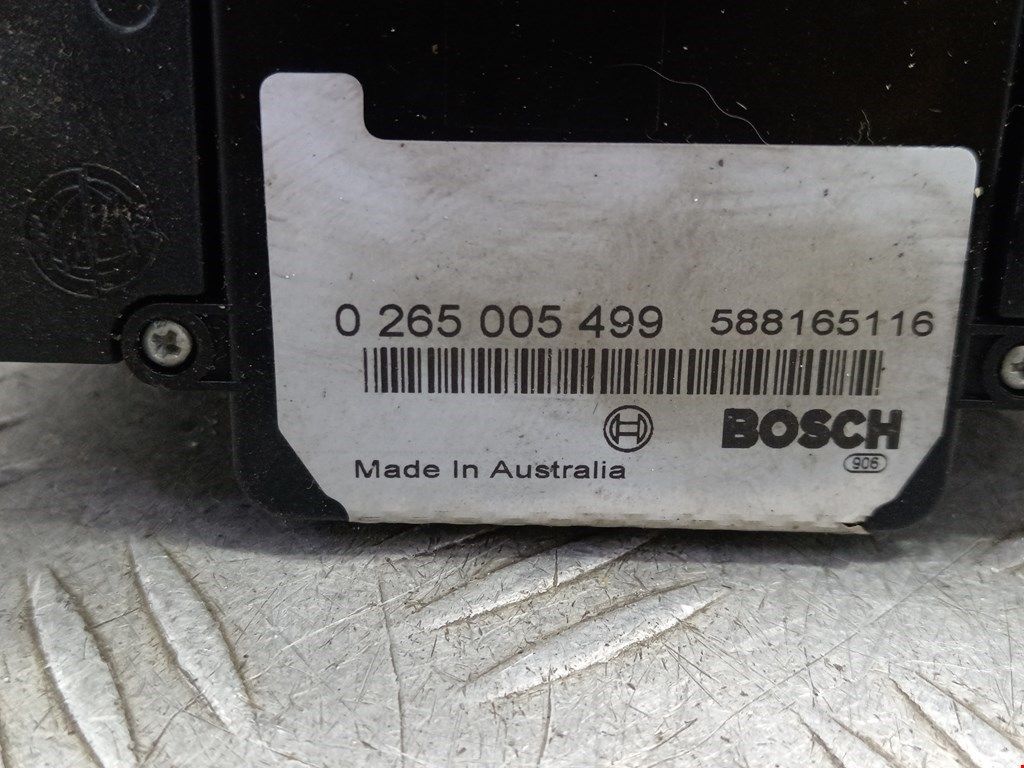 0 265 005 499 588165116
BOSCH
906
Made In Australia